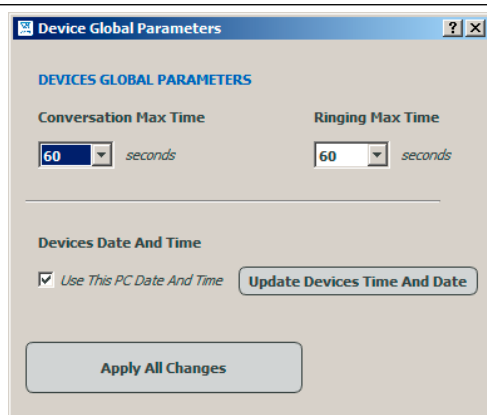 Device Global Parameters
DEVICES GLOBAL PARAMETERS
Conversation Max Time Ringing Max Time
60 seconds 60 seconds
Devices Date And Time
Use This PC Date And Time Update Devices Time And Date
Apply All Changes